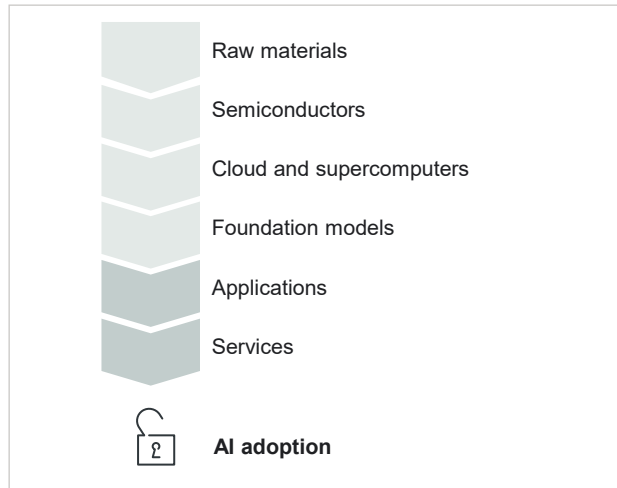 Raw materials
Semiconductors
Cloud and supercomputers
Foundation models
Applications
Services
AI adoption